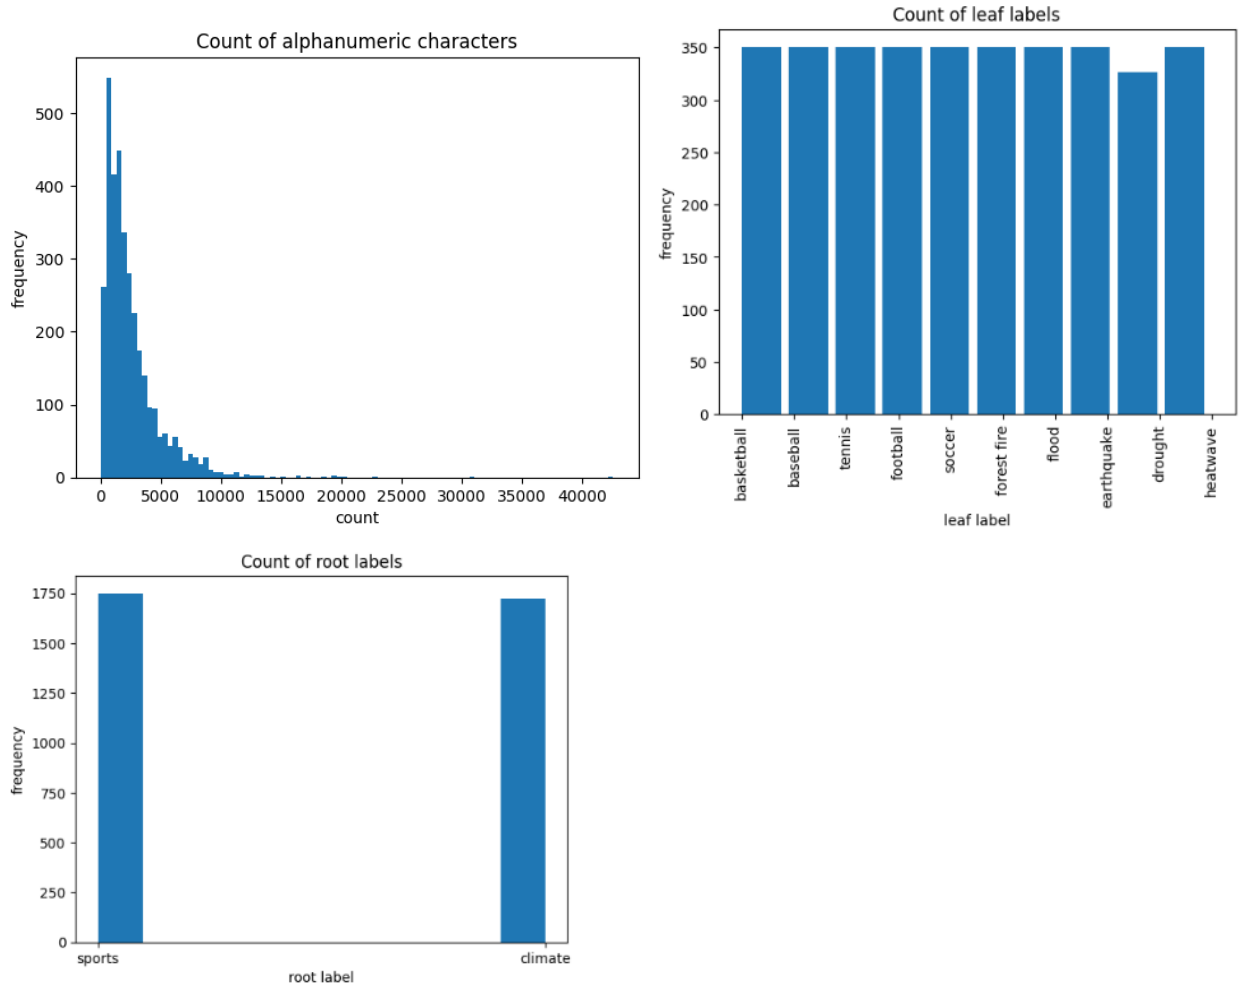 Count of alphanumeric characters
500
400
300
200
100
0
frequency
0 5000 10000 15000 20000 25000 30000 35000 40000
count
Count of leaf labels
350
300
250
200
150
100
50
0
frequency
basketball
baseball
tennis
football
soccer
forest fire
flood
earthquake
drought
heatwave
leaf label
Count of root labels
1750
1500
1250
1000
750
500
250
0
frequency
sports climate
root label